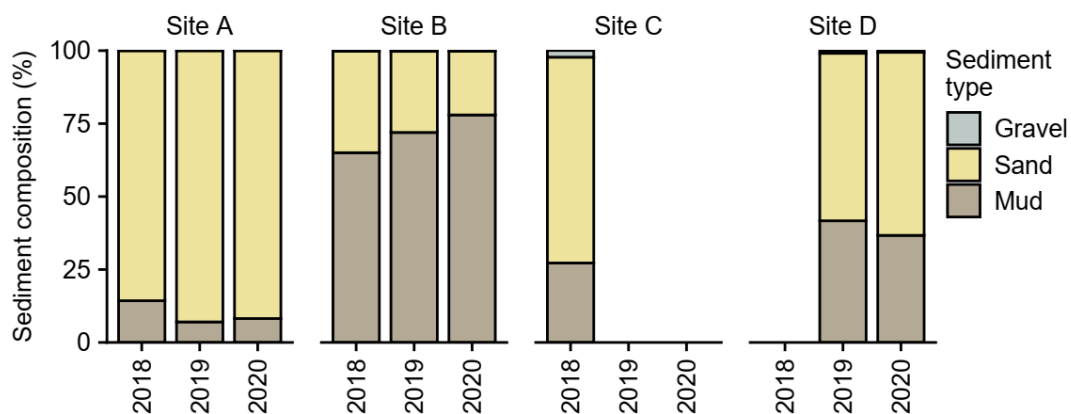 Site A
Site B
Site C
Site D
Sediment composition (%)
100
75
50
25
0
2018
2019
2020
2018
2019
2020
2018
2019
2020
2018
2019
2020
Sediment
type
Gravel
Sand
Mud